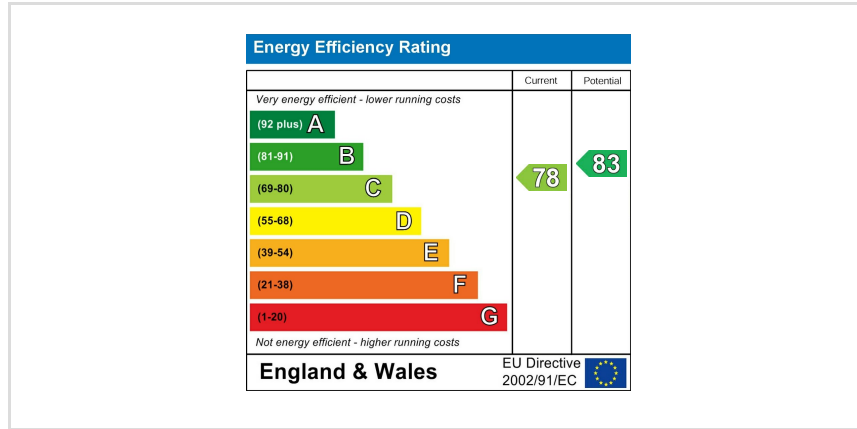 Energy Efficiency Rating
Current Potential
Very energy efficient - lower running costs
(92 plus) A
(81-91) B
(69-80) C
(55-68) D
(39-54) E
(21-38) F
(1-20) G
78
83
Not energy efficient - higher running costs
England & Wales
EU Directive
2002/91/EC